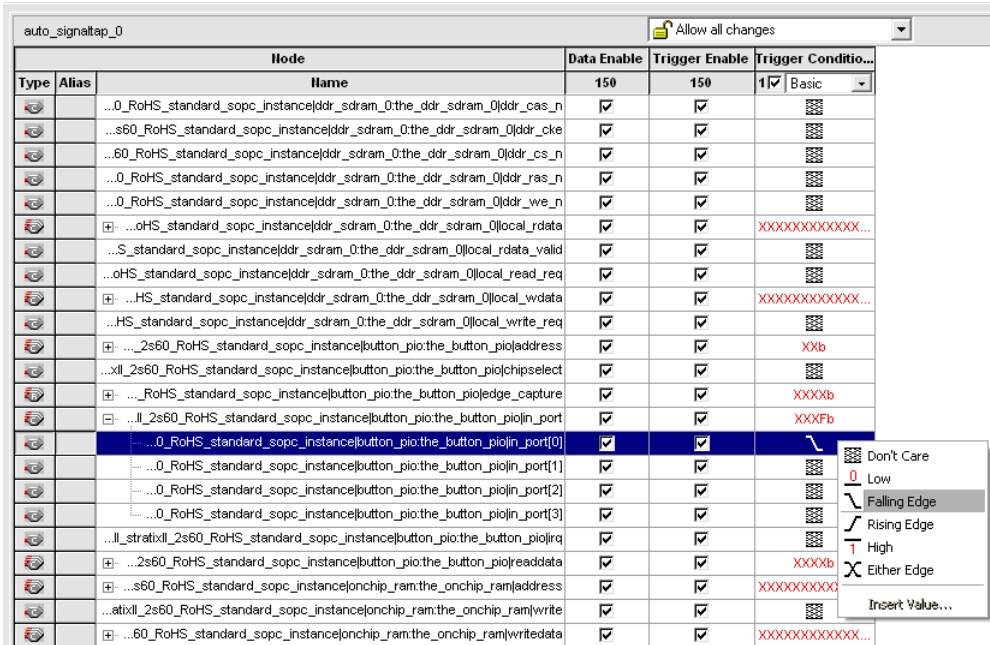 auto_signaltap_0 Allow all changes
Node Data Enable Trigger Enable Trigger Conditio...
Type Alias Name 150 150 1 Basic
...0_RoHS_standard_sopc_instance|ddr_sdram_0:the_ddr_sdram_0|ddr_cas_n
...s60_RoHS_standard_sopc_instance|ddr_sdram_0:the_ddr_sdram_0|ddr_cke
...60_RoHS_standard_sopc_instance|ddr_sdram_0:the_ddr_sdram_0|ddr_cs_n
...0_RoHS_standard_sopc_instance|ddr_sdram_0:the_ddr_sdram_0|ddr_ras_n
...0_RoHS_standard_sopc_instance|ddr_sdram_0:the_ddr_sdram_0|ddr_we_n
...oHS_standard_sopc_instance|ddr_sdram_0:the_ddr_sdram_0|local_rdata XXXXXXXXXXXX...
...S_standard_sopc_instance|ddr_sdram_0:the_ddr_sdram_0|local_rdata_valid
...oHS_standard_sopc_instance|ddr_sdram_0:the_ddr_sdram_0|local_read_req
...HS_standard_sopc_instance|ddr_sdram_0:the_ddr_sdram_0|local_wdata XXXXXXXXXXXX...
...HS_standard_sopc_instance|ddr_sdram_0:the_ddr_sdram_0|local_write_req
..._2s60_RoHS_standard_sopc_instance|button_pio:the_button_pio|address XXb
...xII_2s60_RoHS_standard_sopc_instance|button_pio:the_button_pio|chipselect
..._RoHS_standard_sopc_instance|button_pio:the_button_pio|edge_capture XXXXb
...II_2s60_RoHS_standard_sopc_instance|button_pio:the_button_pio|in_port XXXFb
...0_RoHS_standard_sopc_instance|button_pio:the_button_pio|in_port[0]
...0_RoHS_standard_sopc_instance|button_pio:the_button_pio|in_port[1]
...0_RoHS_standard_sopc_instance|button_pio:the_button_pio|in_port[2]
...0_RoHS_standard_sopc_instance|button_pio:the_button_pio|in_port[3]
...II_stratixII_2s60_RoHS_standard_sopc_instance|button_pio:the_button_pio|irq
...2s60_RoHS_standard_sopc_instance|button_pio:the_button_pio|readdata XXXXb
...s60_RoHS_standard_sopc_instance|onchip_ram:the_onchip_ram|address XXXXXXXXXX
...atixII_2s60_RoHS_standard_sopc_instance|onchip_ram:the_onchip_ram|write
...60_RoHS_standard_sopc_instance|onchip_ram:the_onchip_ram|writedata XXXXXXXXXXXX...
Don't Care
0 Low
Falling Edge
Rising Edge
1 High
Either Edge
Insert Value...